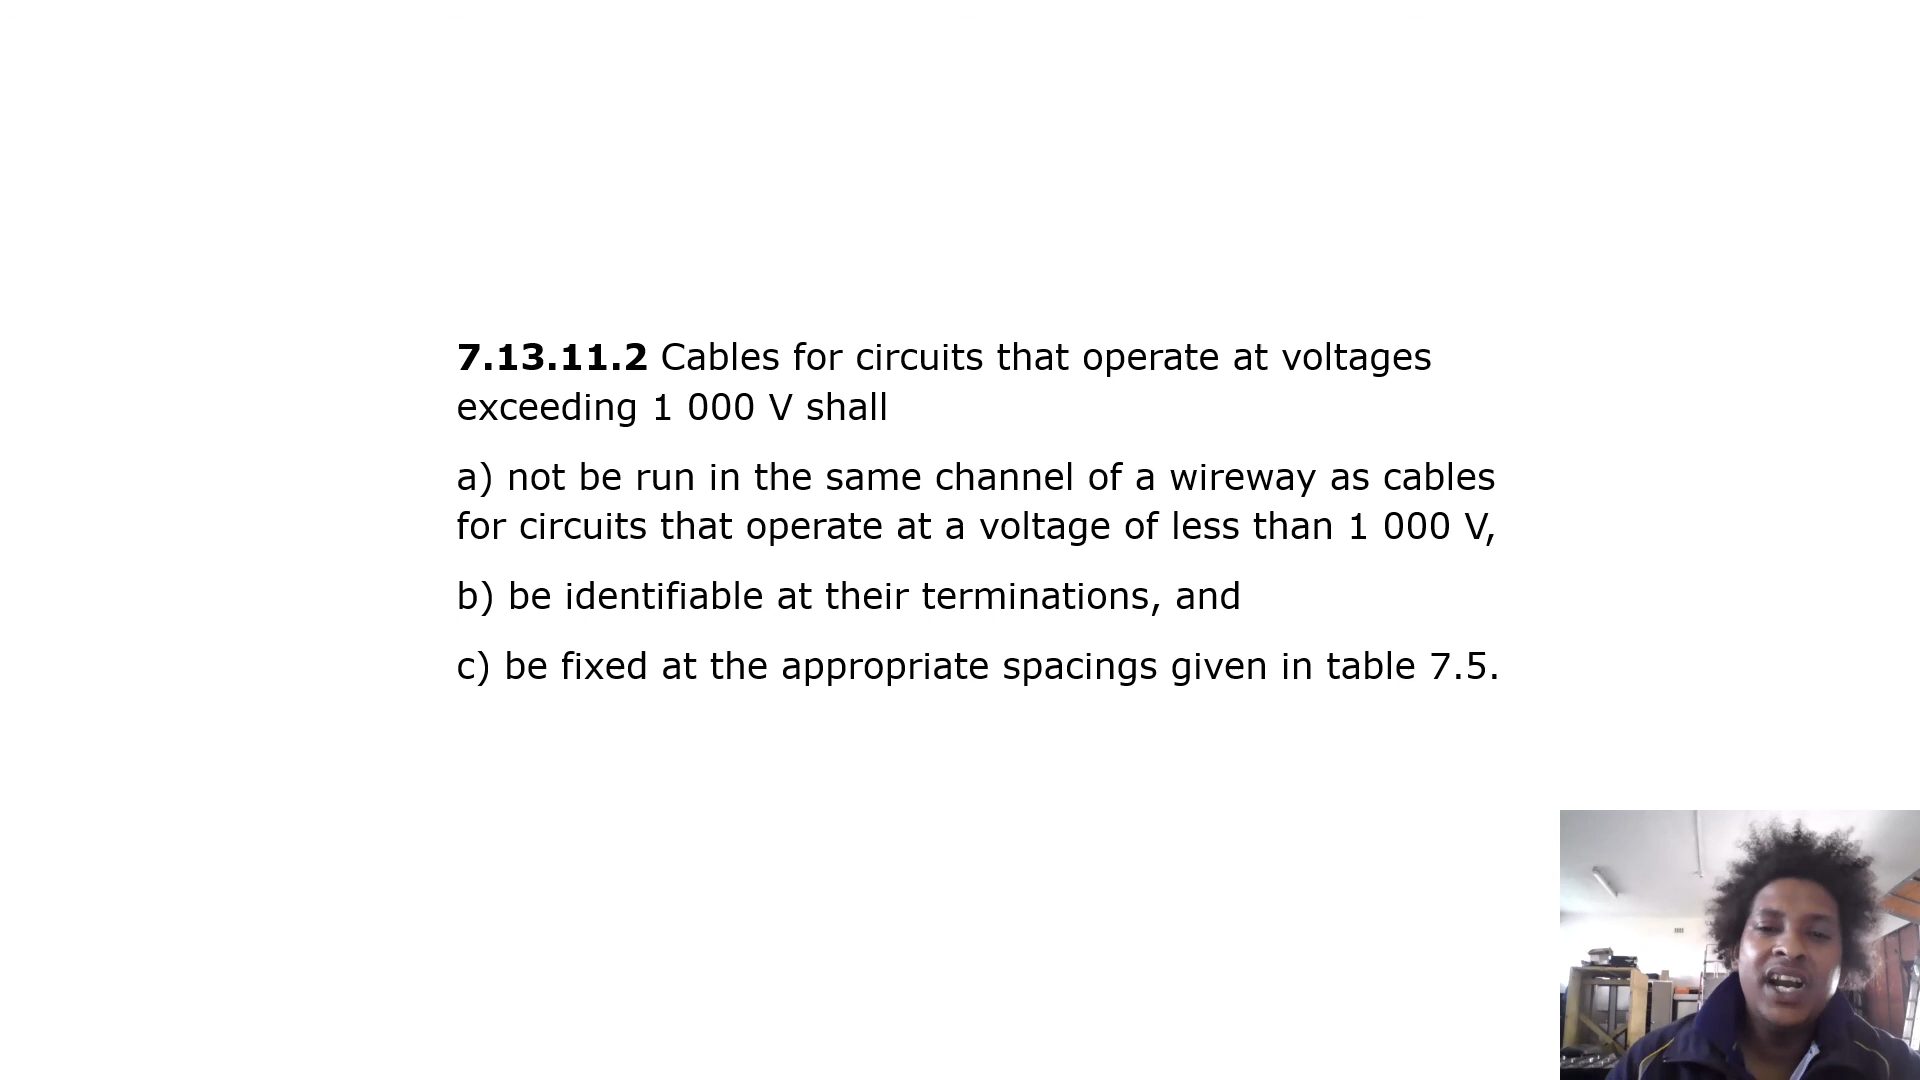 7.13.11.2 Cables for circuits that operate at voltages
exceeding 1 000 V shall
a) not be run in the same channel of a wireway as cables
for circuits that operate at a voltage of less than 1 000 V,
b) be identifiable at their terminations, and
c) be fixed at the appropriate spacings given in table 7.5.